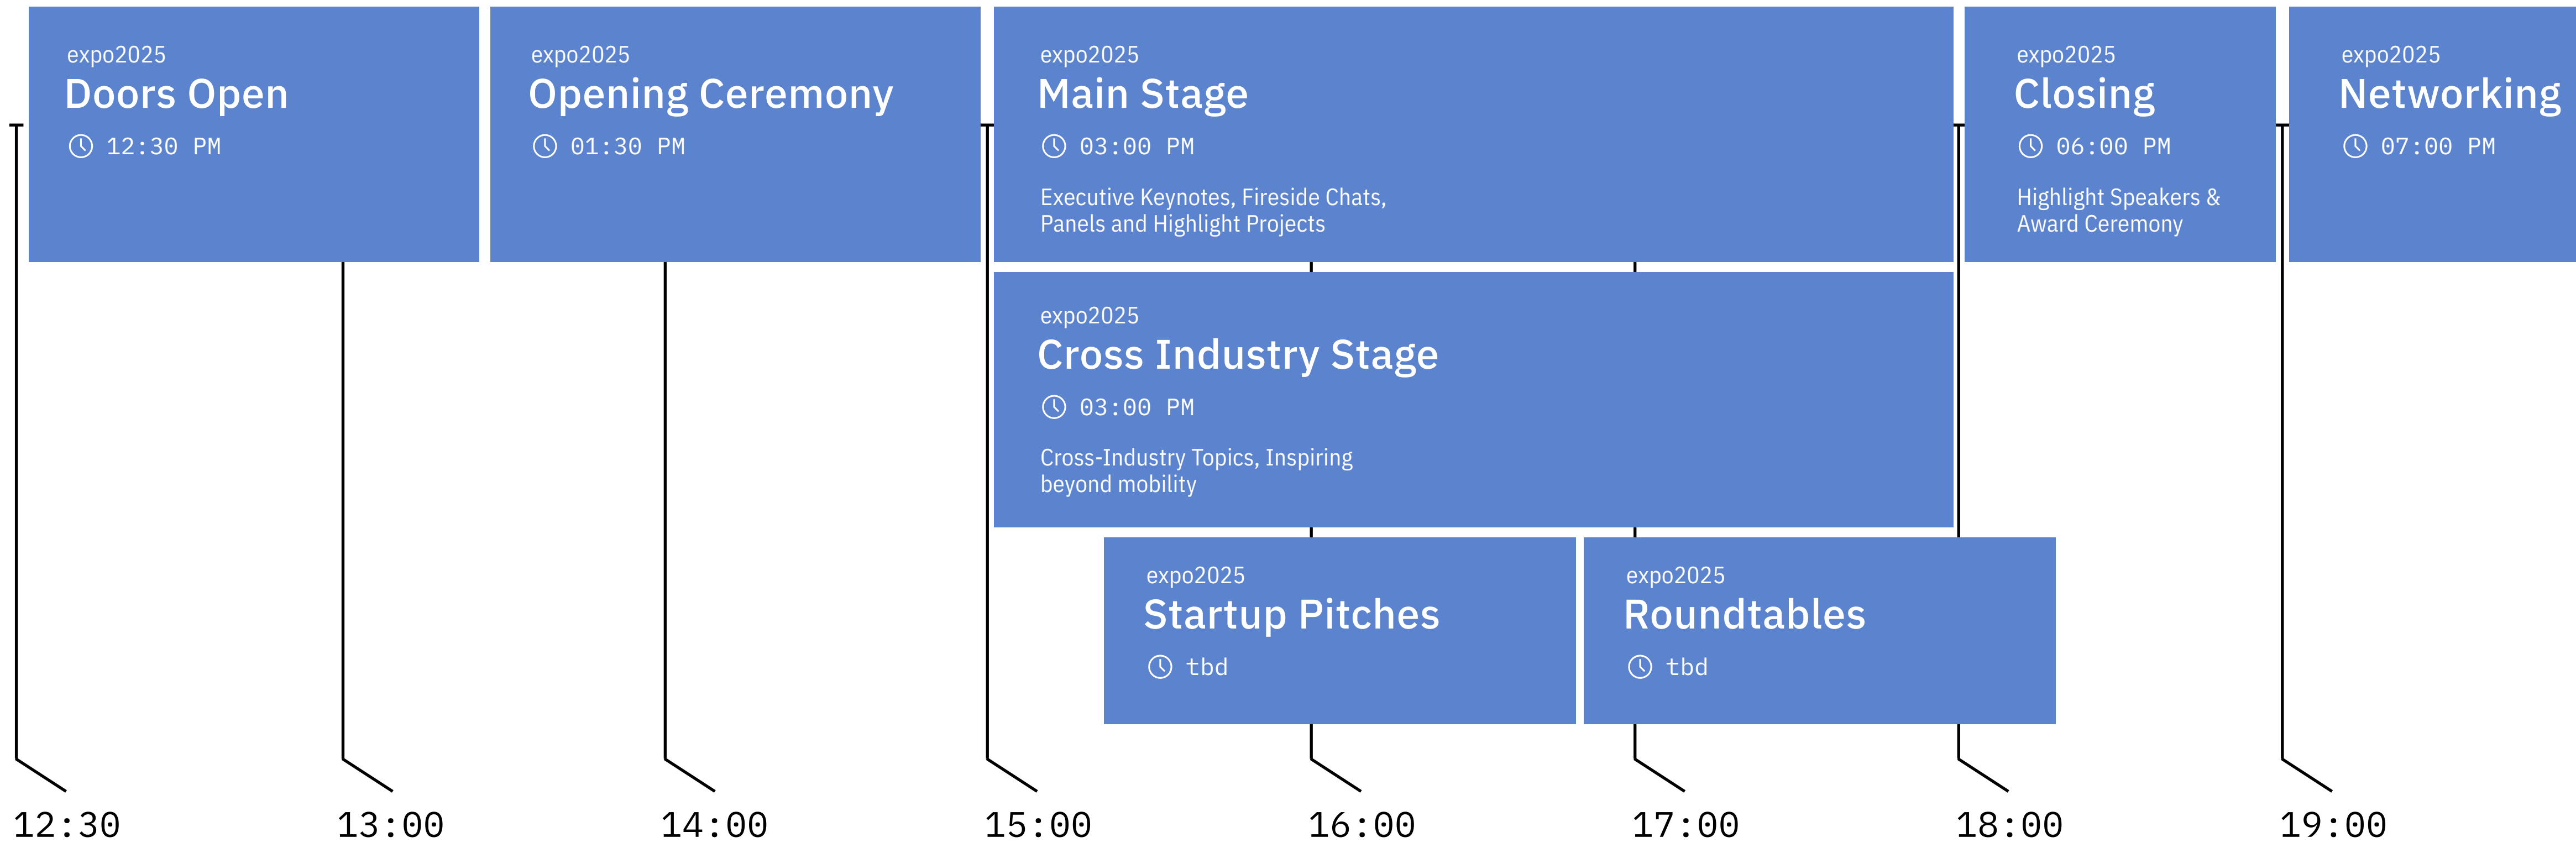 expo2025
Doors Open
12:30 PM
expo2025
Opening Ceremony
01:30 PM
expo2025
Main Stage
03:00 PM
Executive Keynotes, Fireside Chats,
Panels and Highlight Projects
expo2025
Closing
06:00 PM
Highlight Speakers &
Award Ceremony
expo2025
Networking
07:00 PM
expo2025
Cross Industry Stage
03:00 PM
Cross-Industry Topics, Inspiring
beyond mobility
expo2025
Startup Pitches
tbd
expo2025
Roundtables
tbd
12:30
13:00
14:00
15:00
16:00
17:00
18:00
19:00